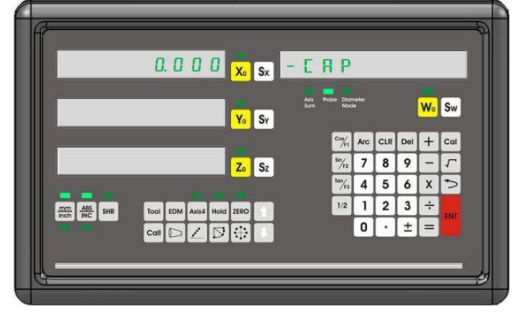 0.000 X₀ Sx - CAP
Axis Sum Probe Diameter Mode
Y₀ SY W₀ Sw
Z₀ Sz
Cos/F1 Arc CLR Del + Cal
Sin/F2 7 8 9 - √
Tan/F3 4 5 6 X
1/2 1 2 3 ÷ ENT
0 · ± =
mm inch ABS INC SHR Tool EDM Axis4 Hold ZERO
Call